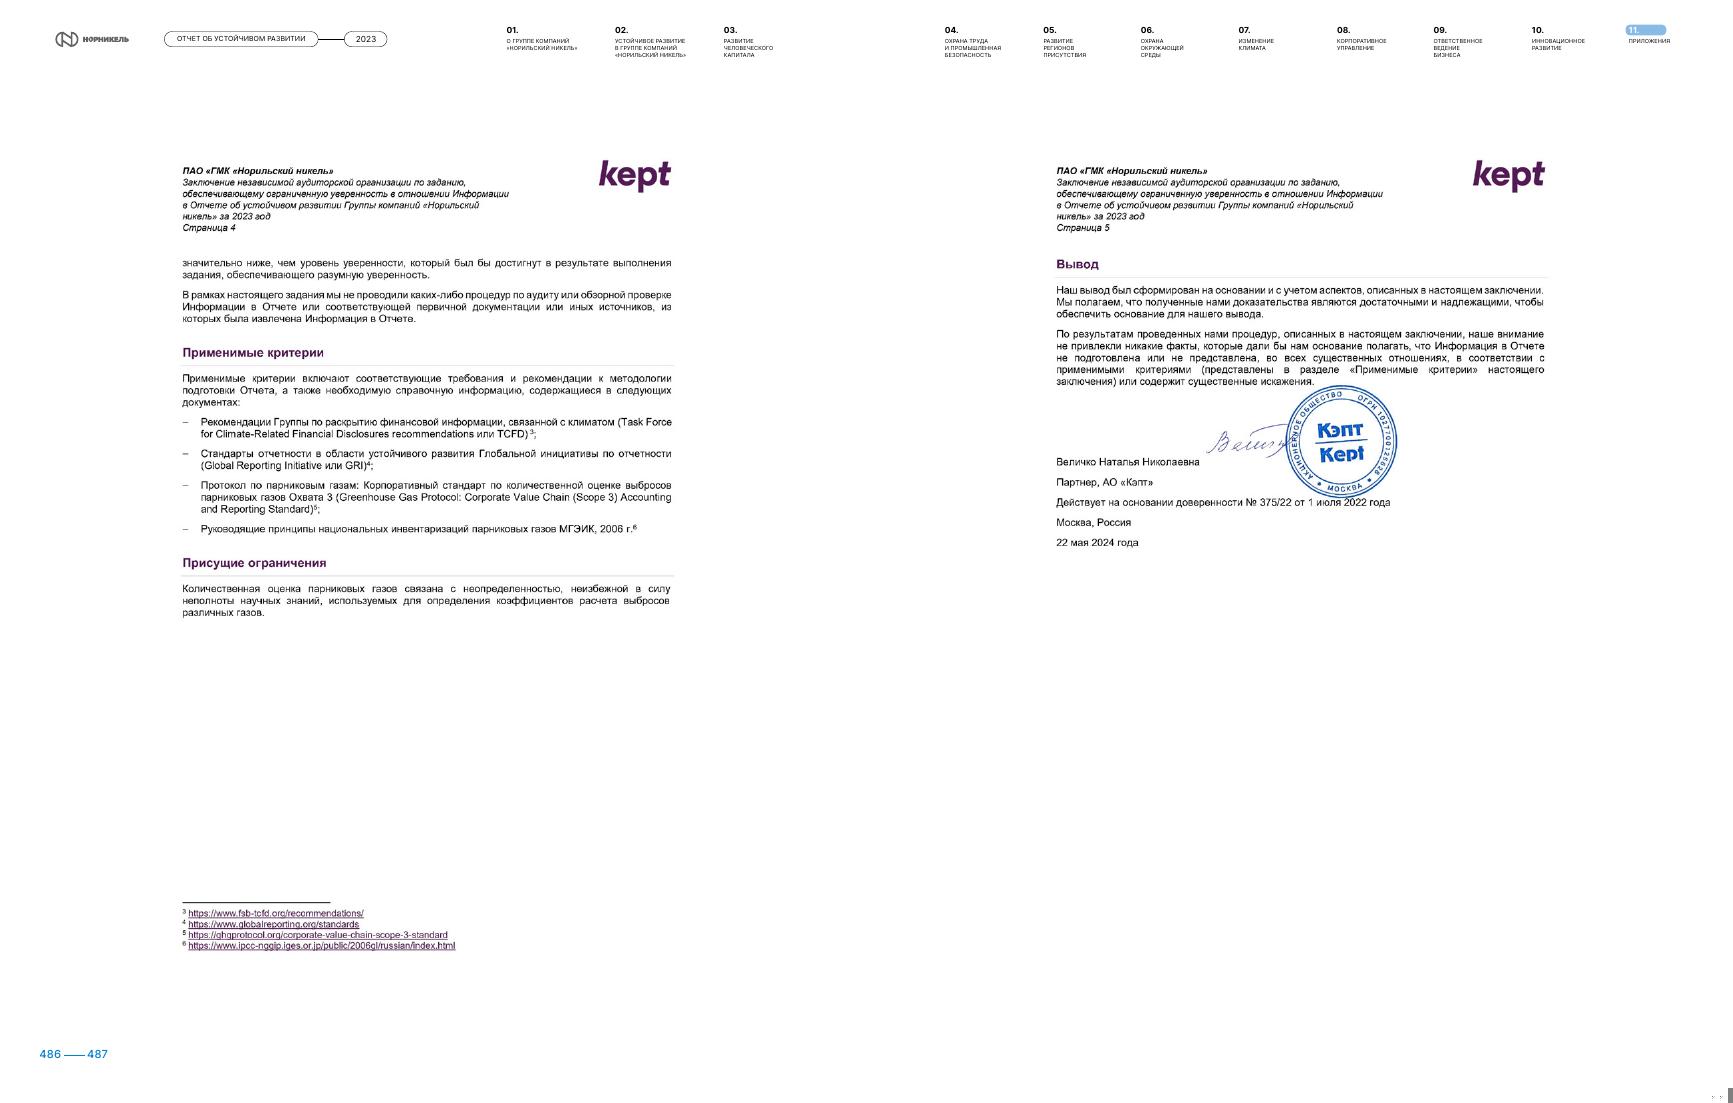 НОРНИКЕЛЬ
ОТЧЕТ ОБ УСТОЙЧИВОМ РАЗВИТИИ
2023
01.
О ГРУППЕ КОМПАНИЙ
«НОРИЛЬСКИЙ НИКЕЛЬ»
02.
УСТОЙЧИВОЕ РАЗВИТИЕ
В ГРУППЕ КОМПАНИЙ
«НОРИЛЬСКИЙ НИКЕЛЬ»
03.
РАЗВИТИЕ
ЧЕЛОВЕЧЕСКОГО
КАПИТАЛА
04.
ОХРАНА ТРУДА
И ПРОМЫШЛЕННАЯ
БЕЗОПАСНОСТЬ
05.
РАЗВИТИЕ
РЕГИОНОВ
ПРИСУТСТВИЯ
06.
ОХРАНА
ОКРУЖАЮЩЕЙ
СРЕДЫ
07.
ИЗМЕНЕНИЕ
КЛИМАТА
08.
КОРПОРАТИВНОЕ
УПРАВЛЕНИЕ
09.
ОТВЕТСТВЕННОЕ
ВЕДЕНИЕ
БИЗНЕСА
10.
ИННОВАЦИОННОЕ
РАЗВИТИЕ
11.
ПРИЛОЖЕНИЯ
ПАО «ГМК «Норильский никель»
Заключение независимой аудиторской организации по заданию,
обеспечивающему ограниченную уверенность в отношении Информации
в Отчете об устойчивом развитии Группы компаний «Норильский
никель» за 2023 год
Страница 4
kept
значительно ниже, чем уровень уверенности, который был бы достигнут в результате выполнения
задания, обеспечивающего разумную уверенность.
В рамках настоящего задания мы не проводили каких-либо процедур по аудиту или обзорной проверке
Информации в Отчете или соответствующей первичной документации или иных источников, из
которых была извлечена Информация в Отчете.
Применимые критерии
Применимые критерии включают соответствующие требования и рекомендации к методологии
подготовки Отчета, а также необходимую справочную информацию, содержащиеся в следующих
документах:
– Рекомендации Группы по раскрытию финансовой информации, связанной с климатом (Task Force
for Climate-Related Financial Disclosures recommendations или TCFD) ³;
– Стандарты отчетности в области устойчивого развития Глобальной инициативы по отчетности
(Global Reporting Initiative или GRI)⁴;
– Протокол по парниковым газам: Корпоративный стандарт по количественной оценке выбросов
парниковых газов Охвата 3 (Greenhouse Gas Protocol: Corporate Value Chain (Scope 3) Accounting
and Reporting Standard)⁵;
– Руководящие принципы национальных инвентаризаций парниковых газов МГЭИК, 2006 г.⁶
Присущие ограничения
Количественная оценка парниковых газов связана с неопределенностью, неизбежной в силу
неполноты научных знаний, используемых для определения коэффициентов расчета выбросов
различных газов.
³ https://www.fsb-tcfd.org/recommendations/
⁴ https://www.globalreporting.org/standards
⁵ https://ghgprotocol.org/corporate-value-chain-scope-3-standard
⁶ https://www.ipcc-nggip.iges.or.jp/public/2006gl/russian/index.html
ПАО «ГМК «Норильский никель»
Заключение независимой аудиторской организации по заданию,
обеспечивающему ограниченную уверенность в отношении Информации
в Отчете об устойчивом развитии Группы компаний «Норильский
никель» за 2023 год
Страница 5
kept
Вывод
Наш вывод был сформирован на основании и с учетом аспектов, описанных в настоящем заключении.
Мы полагаем, что полученные нами доказательства являются достаточными и надлежащими, чтобы
обеспечить основание для нашего вывода.
По результатам проведенных нами процедур, описанных в настоящем заключении, наше внимание
не привлекли никакие факты, которые дали бы нам основание полагать, что Информация в Отчете
не подготовлена или не представлена, во всех существенных отношениях, в соответствии с
применимыми критериями (представлены в разделе «Применимые критерии» настоящего
заключения) или содержит существенные искажения.
АКЦИОНЕРНОЕ ОБЩЕСТВО
ОГРН 1027700125628
Кэпт
Kept
МОСКВА
Величко Наталья Николаевна
Партнер, АО «Кэпт»
Действует на основании доверенности № 375/22 от 1 июля 2022 года
Москва, Россия
22 мая 2024 года
486 — 487